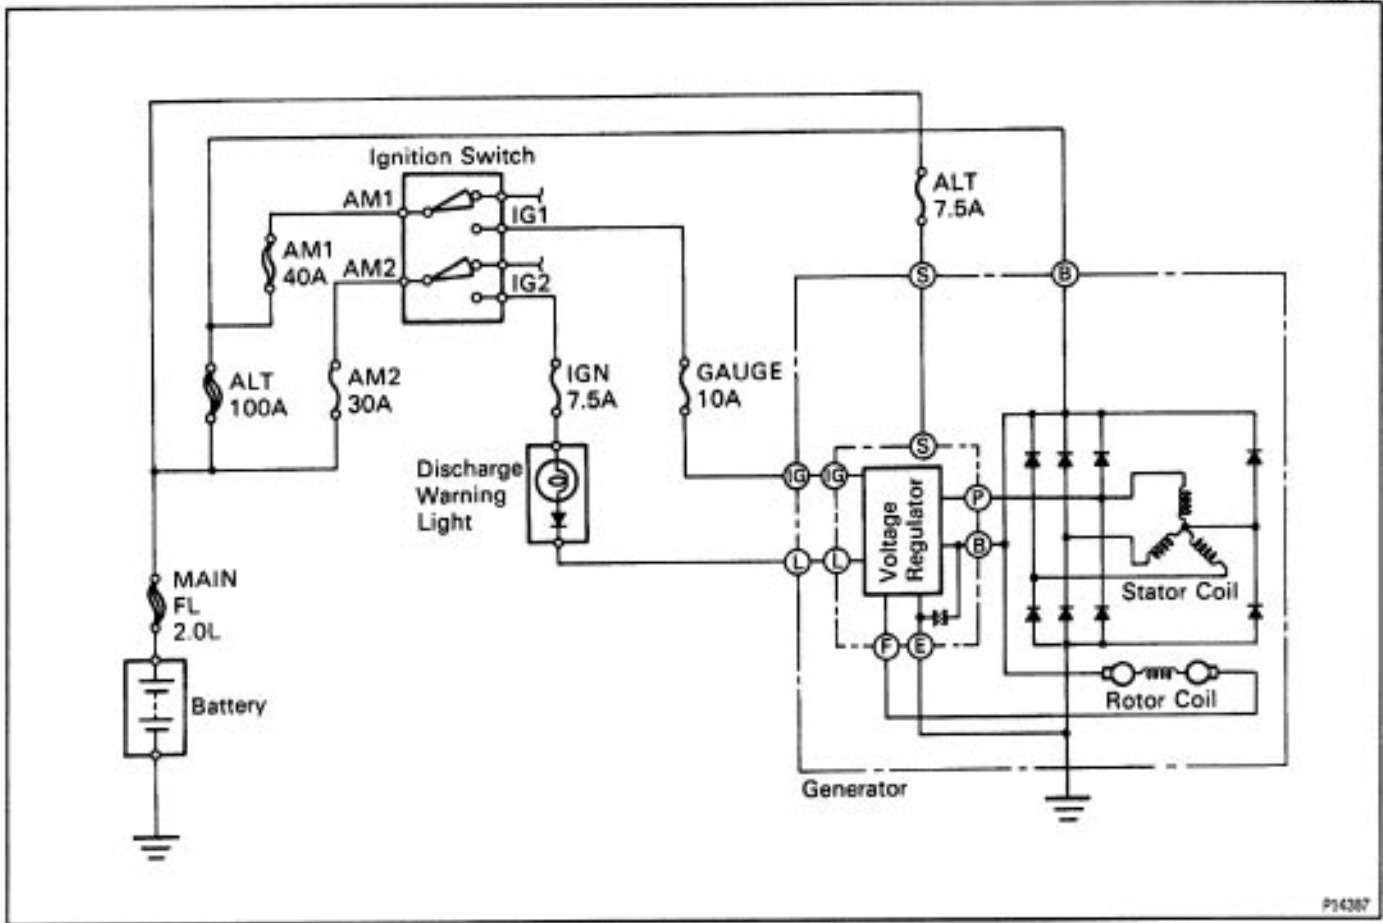 Ignition Switch
AM1
IG1
AM1
40A
AM2
IG2
ALT
7.5A
S
B
ALT
100A
AM2
30A
IGN
7.5A
GAUGE
10A
Discharge
Warning
Light
S
IG
IG
Voltage
Regulator
P
B
L
L
Stator Coil
MAIN
FL
2.0L
F
E
Rotor Coil
Battery
Generator
P14387